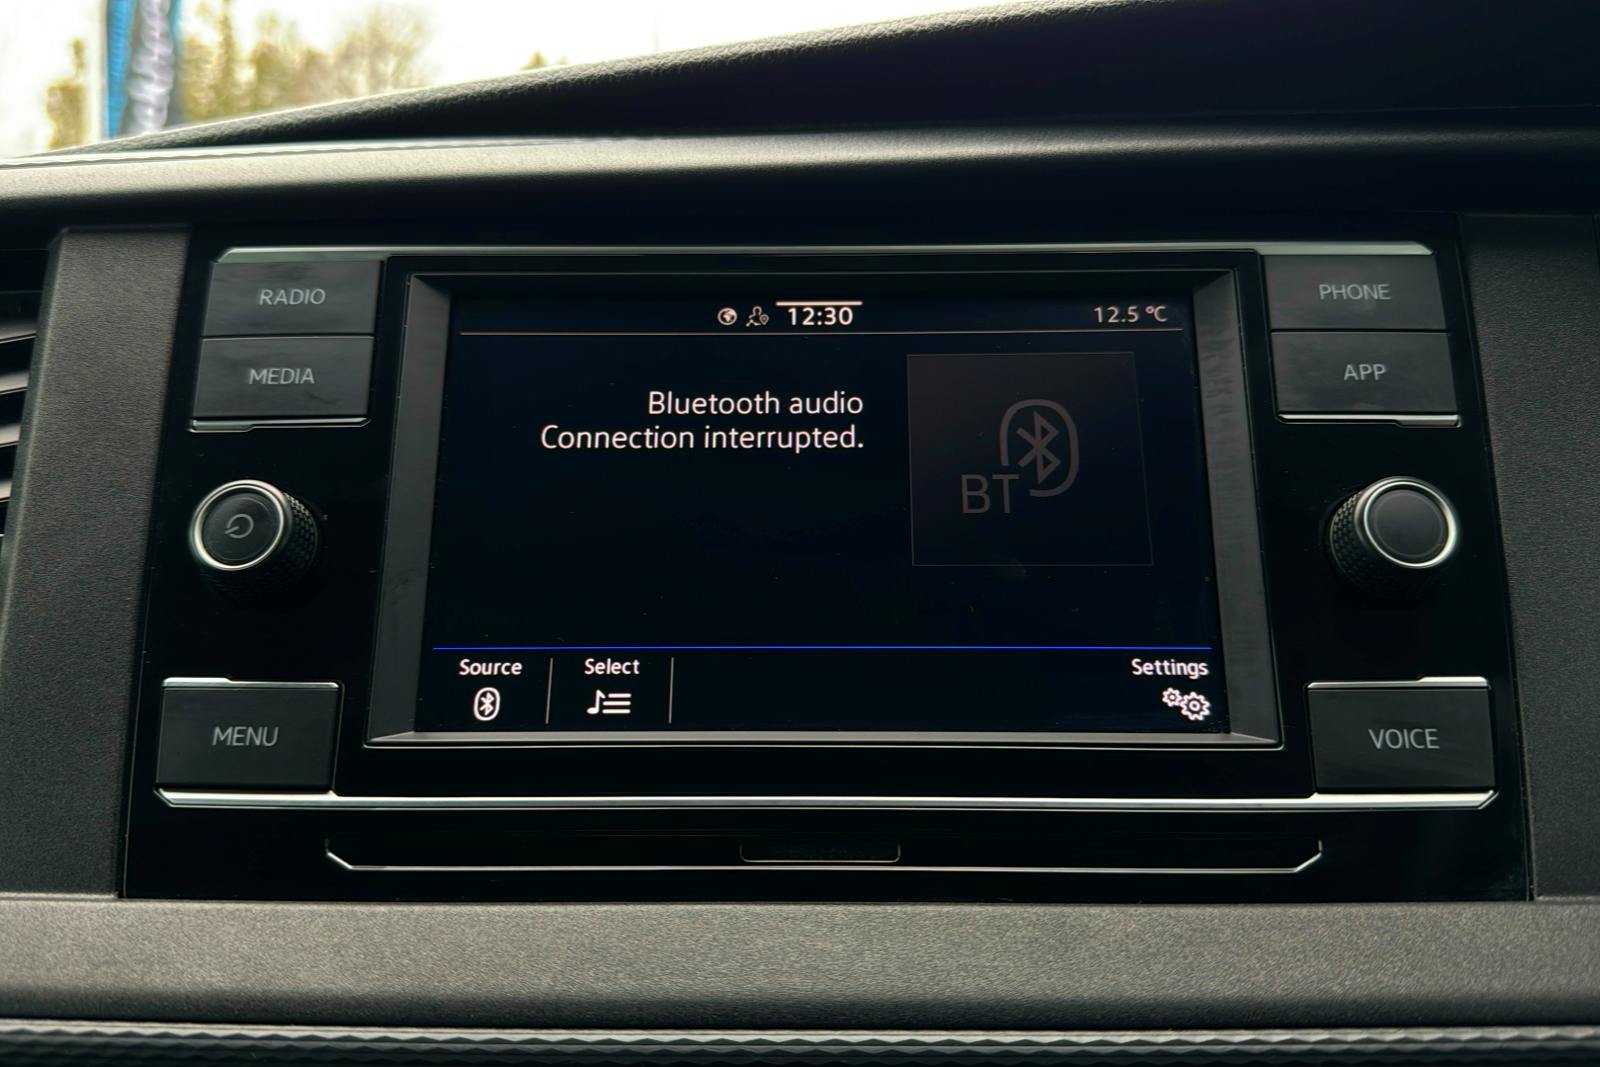 RADIO
MEDIA
MENU
12:30
12.5 °C
Bluetooth audio
Connection interrupted.
BT
Source
Select
Settings
PHONE
APP
VOICE